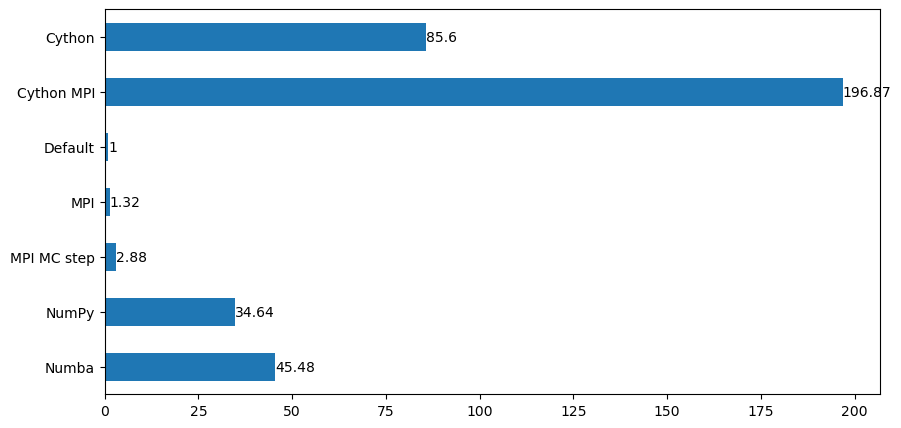 Cython 85.6
Cython MPI 196.87
Default 1
MPI 1.32
MPI MC step 2.88
NumPy 34.64
Numba 45.48
0 25 50 75 100 125 150 175 200